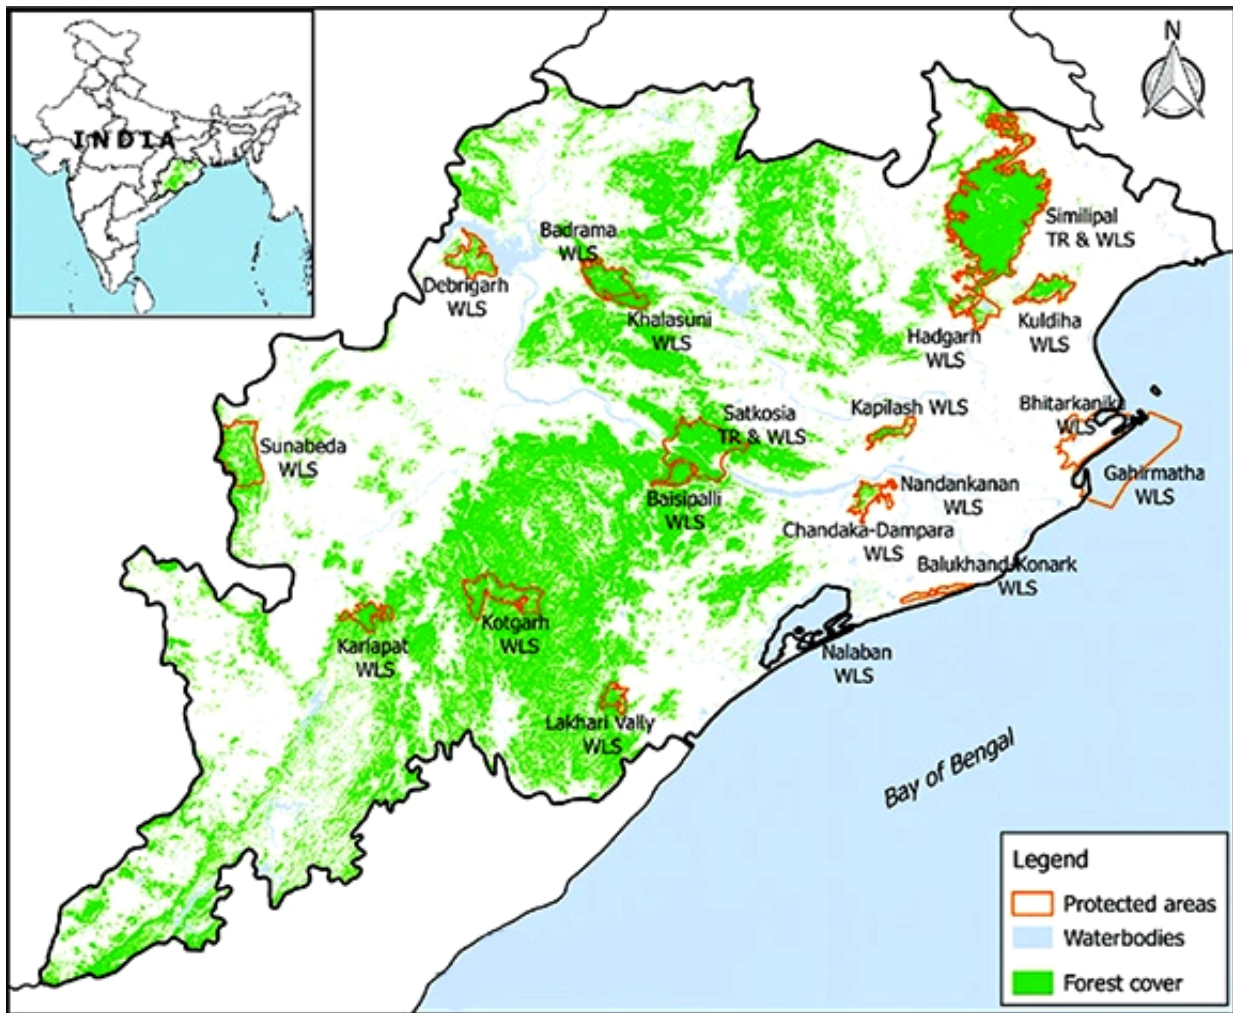 INDIA
N
Similipal
TR & WLS
Badrama
WLS
Debrigarh
WLS
Khalasuni
WLS
Hadgarh
WLS
Kuldiha
WLS
Satkosia
TR & WLS
Kapilash WLS
Bhitarkanika
WLS
Sunabeda
WLS
Gahirmatha
WLS
Baisipalli
WLS
Nandankanan
WLS
Chandaka-Dampara
WLS
Balukhand-Konark
WLS
Kotgarh
WLS
Karlapat
WLS
Nalaban
WLS
Lakhari Vally
WLS
Bay of Bengal
Legend
Protected areas
Waterbodies
Forest cover